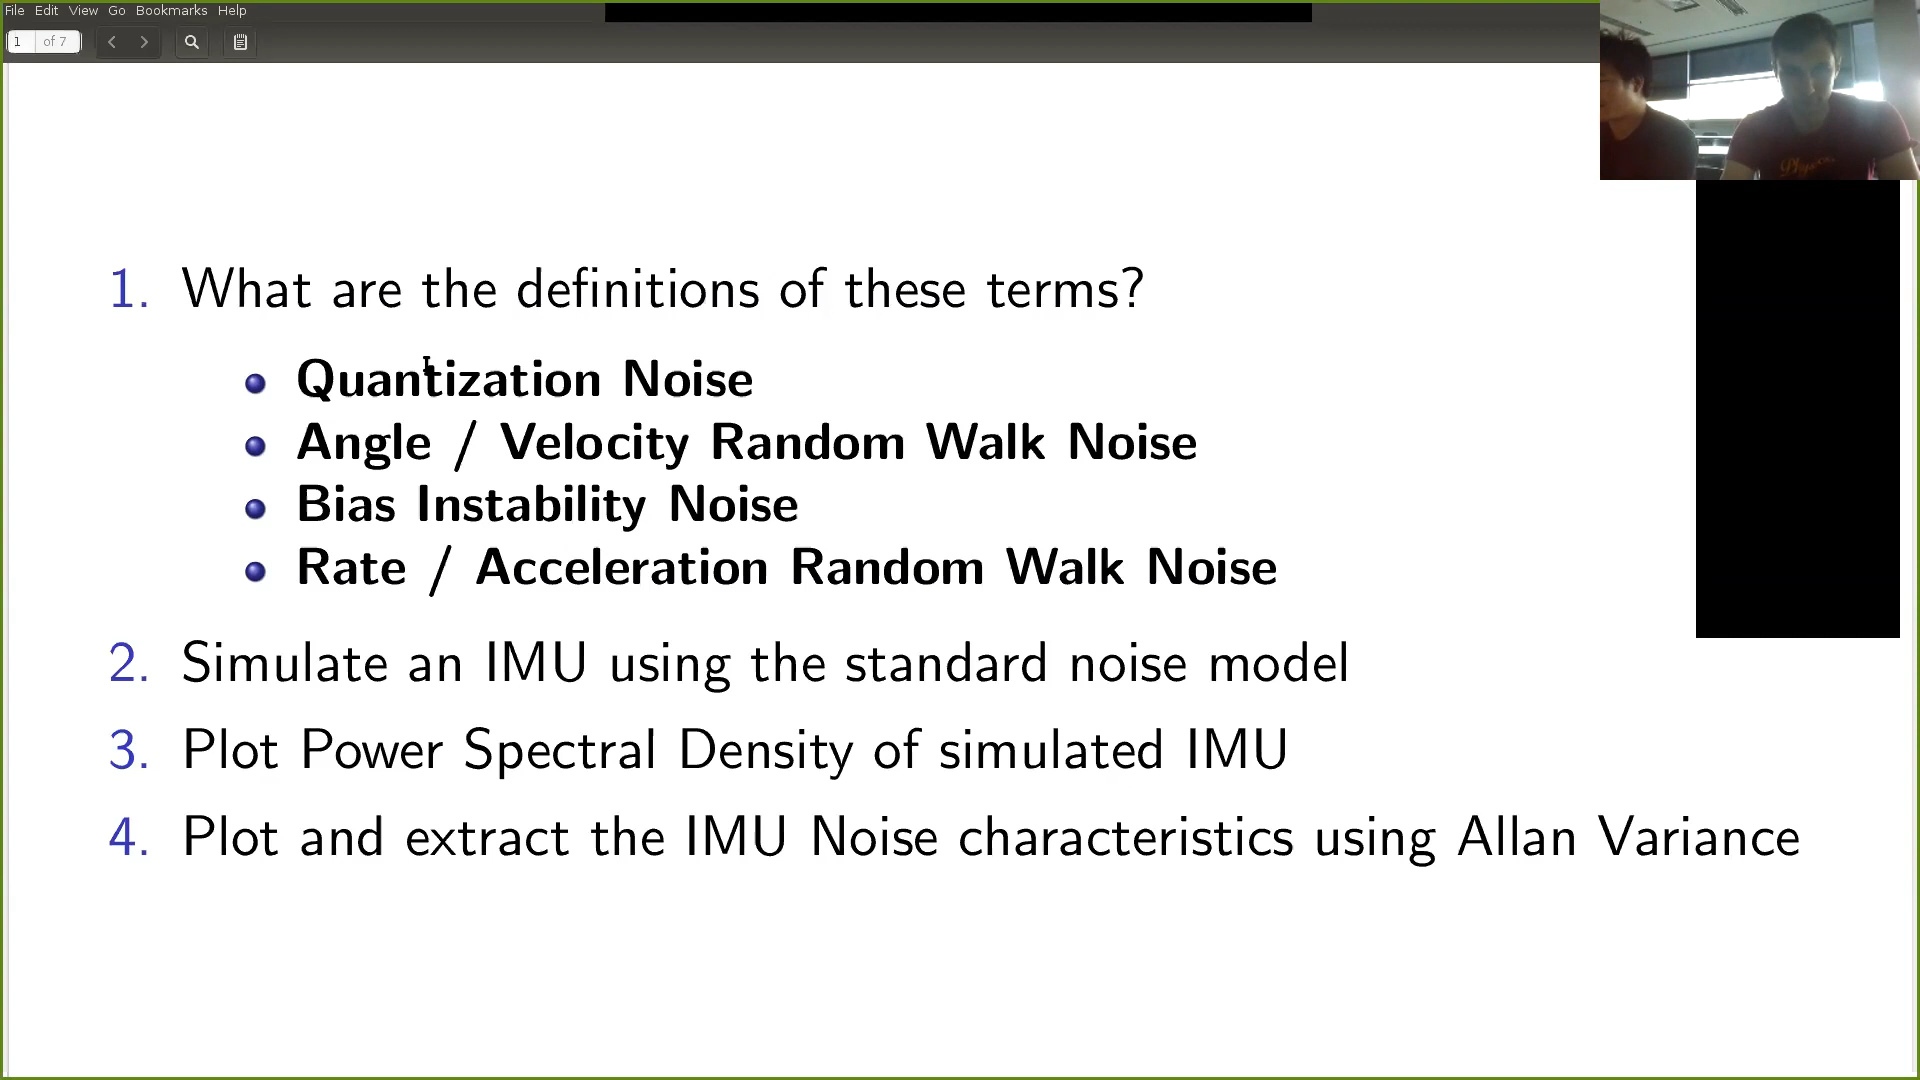 File Edit View Go Bookmarks Help
1 of 7
1. What are the definitions of these terms?
Quantization Noise
Angle / Velocity Random Walk Noise
Bias Instability Noise
Rate / Acceleration Random Walk Noise
2. Simulate an IMU using the standard noise model
3. Plot Power Spectral Density of simulated IMU
4. Plot and extract the IMU Noise characteristics using Allan Variance